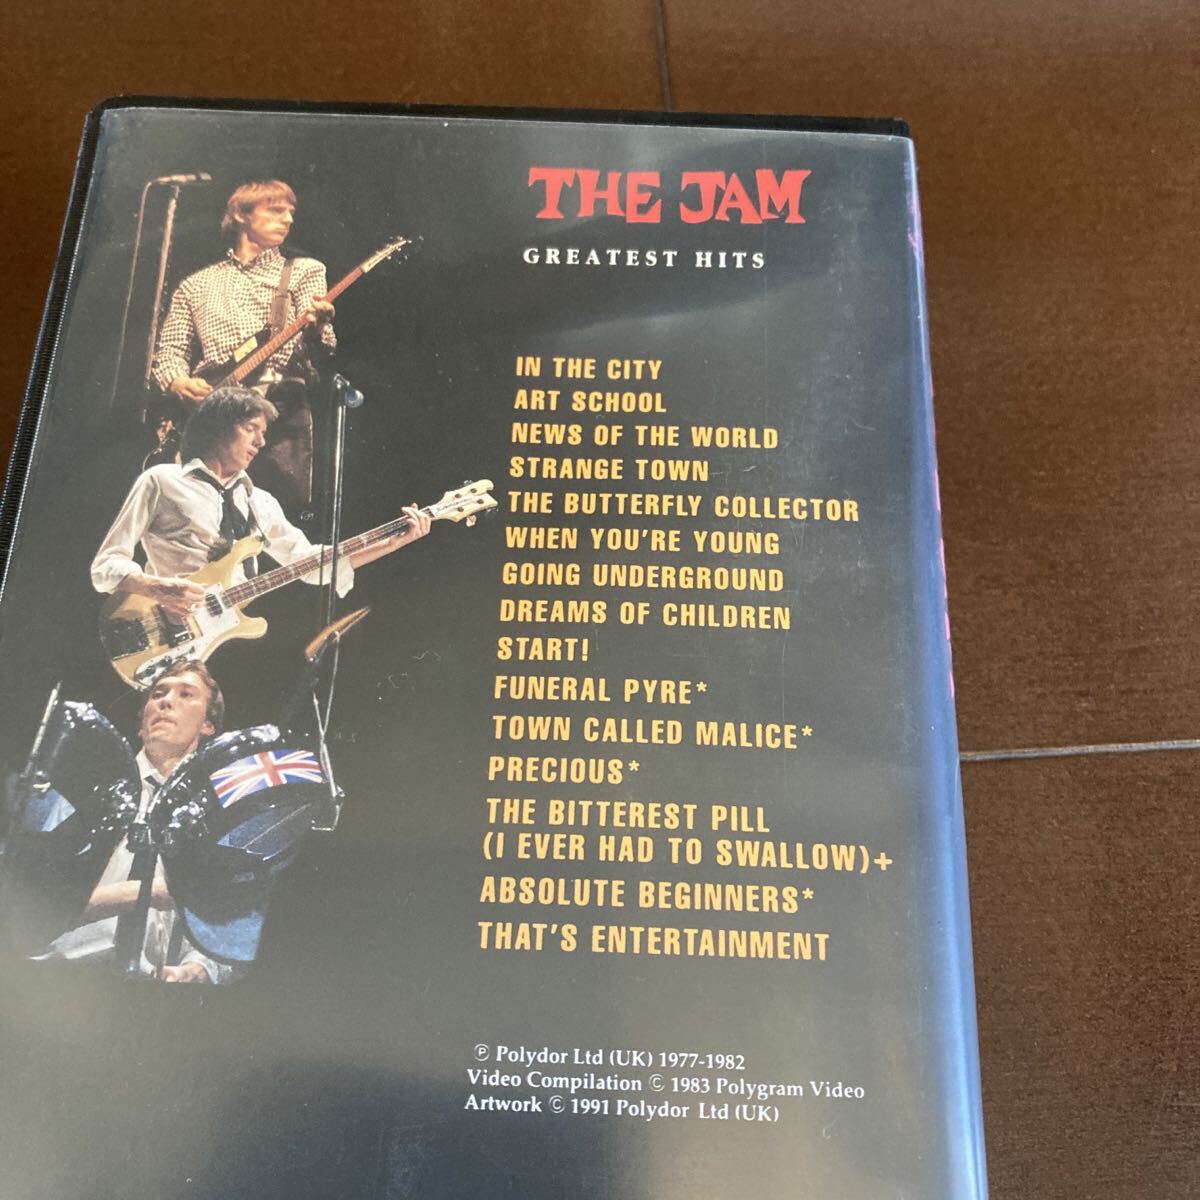 THE JAM
GREATEST HITS
IN THE CITY
ART SCHOOL
NEWS OF THE WORLD
STRANGE TOWN
THE BUTTERFLY COLLECTOR
WHEN YOU'RE YOUNG
GOING UNDERGROUND
DREAMS OF CHILDREN
START!
FUNERAL PYRE*
TOWN CALLED MALICE*
PRECIOUS*
THE BITTEREST PILL
(I EVER HAD TO SWALLOW)+
ABSOLUTE BEGINNERS*
THAT'S ENTERTAINMENT
℗ Polydor Ltd (UK) 1977-1982
Video Compilation © 1983 Polygram Video
Artwork © 1991 Polydor Ltd (UK)